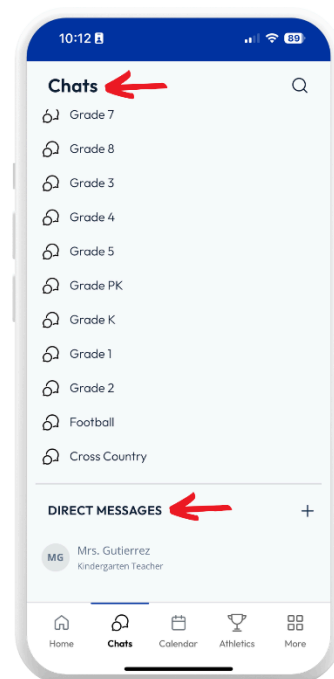 10:12
89
Chats
Grade 7
Grade 8
Grade 3
Grade 4
Grade 5
Grade PK
Grade K
Grade 1
Grade 2
Football
Cross Country
DIRECT MESSAGES
MG
Mrs. Gutierrez
Kindergarten Teacher
Home Chats Calendar Athletics More